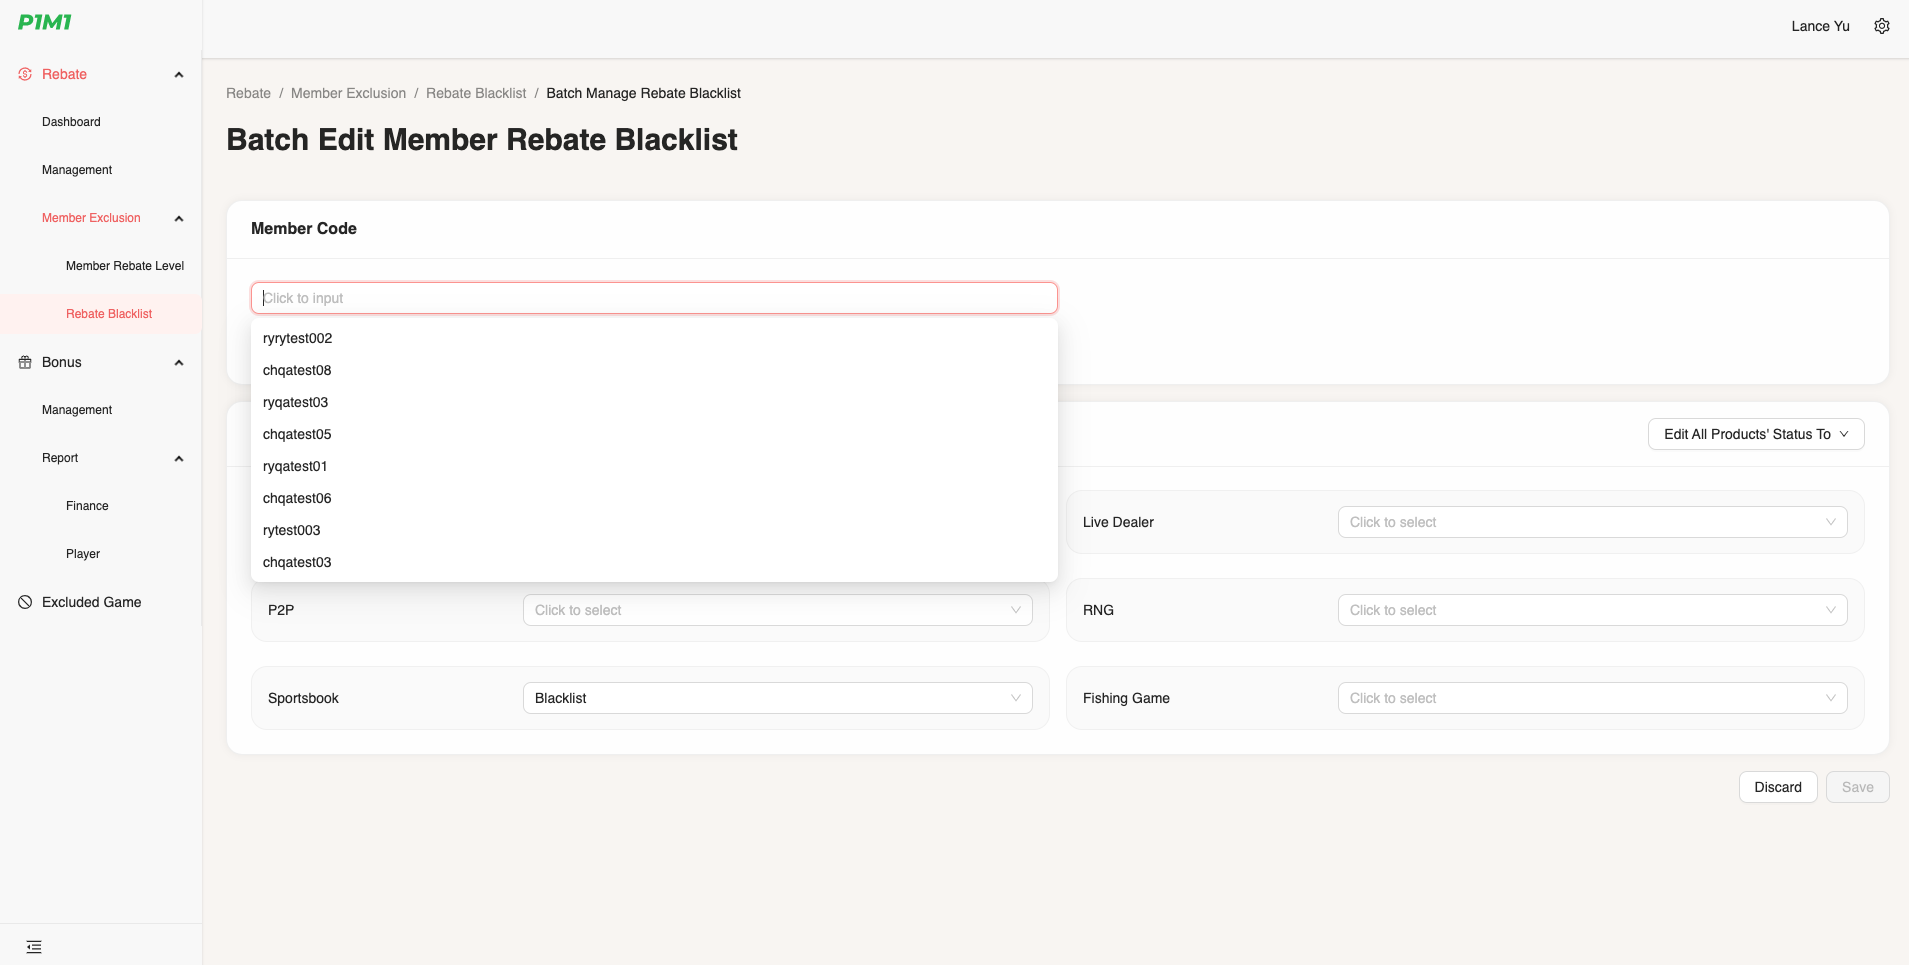 P1M1
Lance Yu
Rebate
Dashboard
Management
Member Exclusion
Member Rebate Level
Rebate Blacklist
Bonus
Management
Report
Finance
Player
Excluded Game
Rebate / Member Exclusion / Rebate Blacklist / Batch Manage Rebate Blacklist
Batch Edit Member Rebate Blacklist
Member Code
Click to input
ryrytest002
chqatest08
ryqatest03
chqatest05
ryqatest01
chqatest06
rytest003
chqatest03
Edit All Products' Status To
Live Dealer Click to select
P2P Click to select
RNG Click to select
Sportsbook Blacklist
Fishing Game Click to select
Discard Save